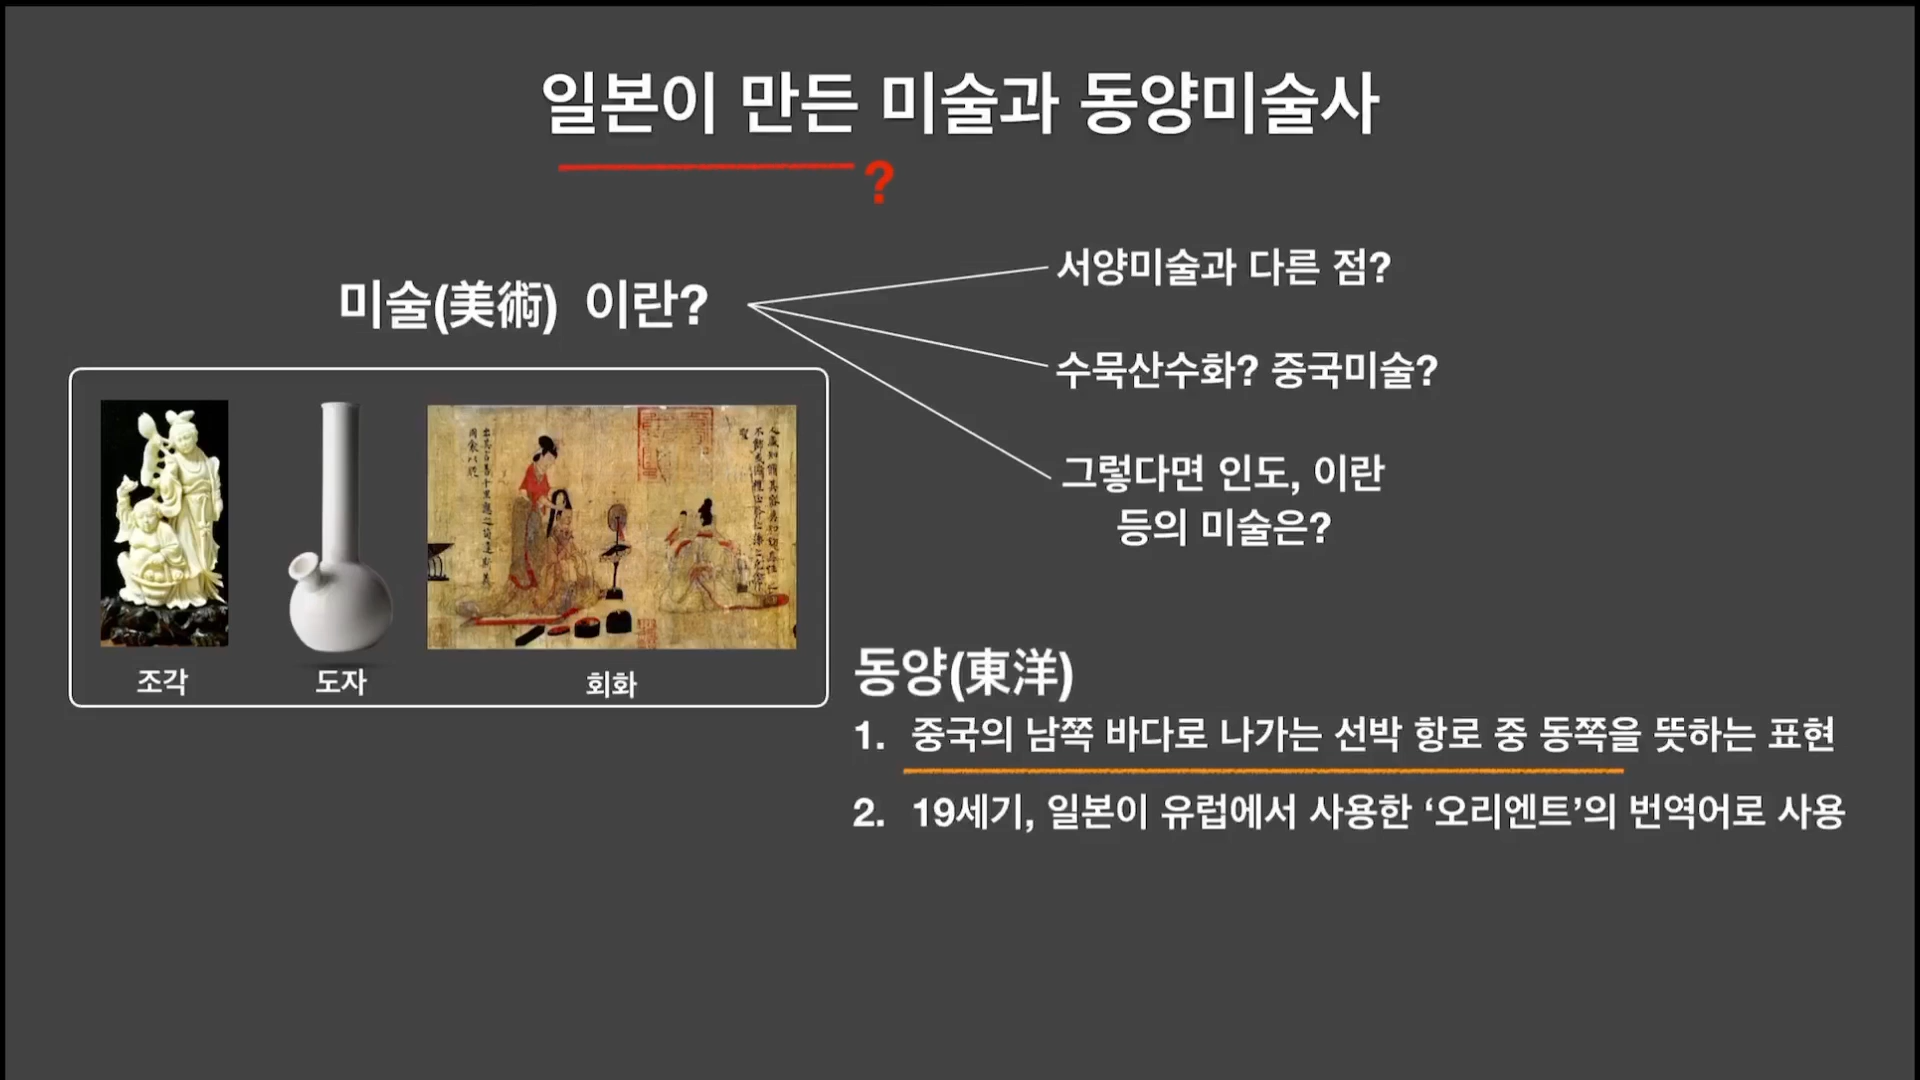 일본이 만든 미술과 동양미술사
?
미술(美術) 이란?
서양미술과 다른 점?
수묵산수화? 중국미술?
그렇다면 인도, 이란
등의 미술은?
조각
도자
회화
동양(東洋)
1. 중국의 남쪽 바다로 나가는 선박 항로 중 동쪽을 뜻하는 표현
2. 19세기, 일본이 유럽에서 사용한 ‘오리엔트’의 번역어로 사용